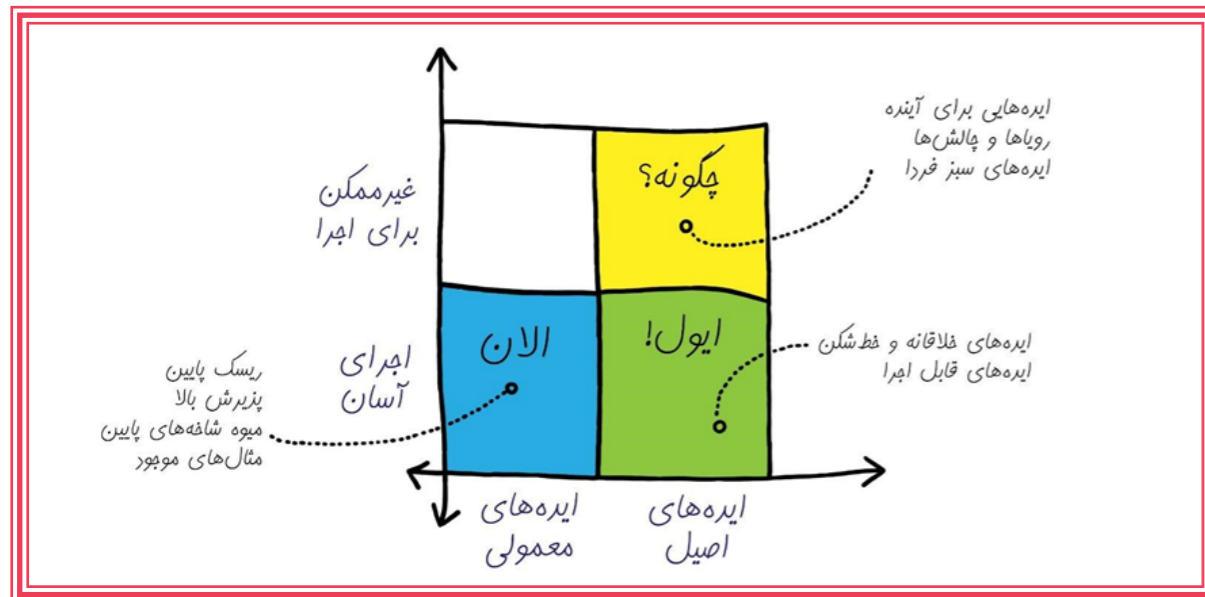 ایده‌هایی برای آینده
رویاها و چالش‌ها
ایده‌های سبز فردا
چگونه؟
غیرممکن
برای اجرا
ایول!
الان
ایده‌های خلاقانه و خط‌شکن
ایده‌های قابل اجرا
اجرای
آسان
ریسک پایین
پذیرش بالا
میوه شاخه‌های پایین
مثال‌های موجود
ایده‌های
اصیل
ایده‌های
معمولی